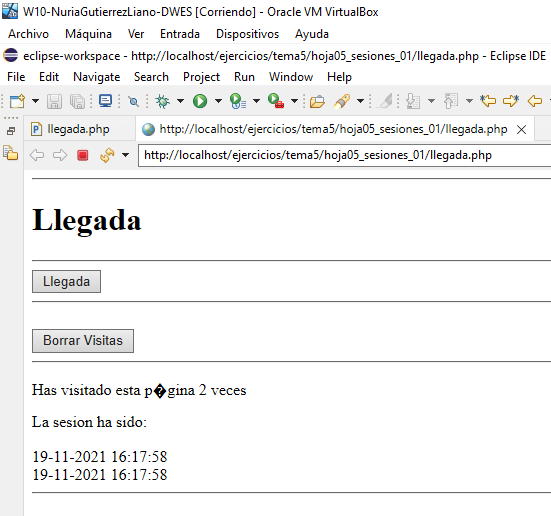 W10-NuriaGutierrezLiano-DWES [Corriendo] - Oracle VM VirtualBox
Archivo Máquina Ver Entrada Dispositivos Ayuda
eclipse-workspace - http://localhost/ejercicios/tema5/hoja05_sesiones_01/llegada.php - Eclipse IDE
File Edit Navigate Search Project Run Window Help
llegada.php http://localhost/ejercicios/tema5/hoja05_sesiones_01/llegada.php
http://localhost/ejercicios/tema5/hoja05_sesiones_01/llegada.php
Llegada
Llegada
Borrar Visitas
Has visitado esta p�gina 2 veces
La sesion ha sido:
19-11-2021 16:17:58
19-11-2021 16:17:58